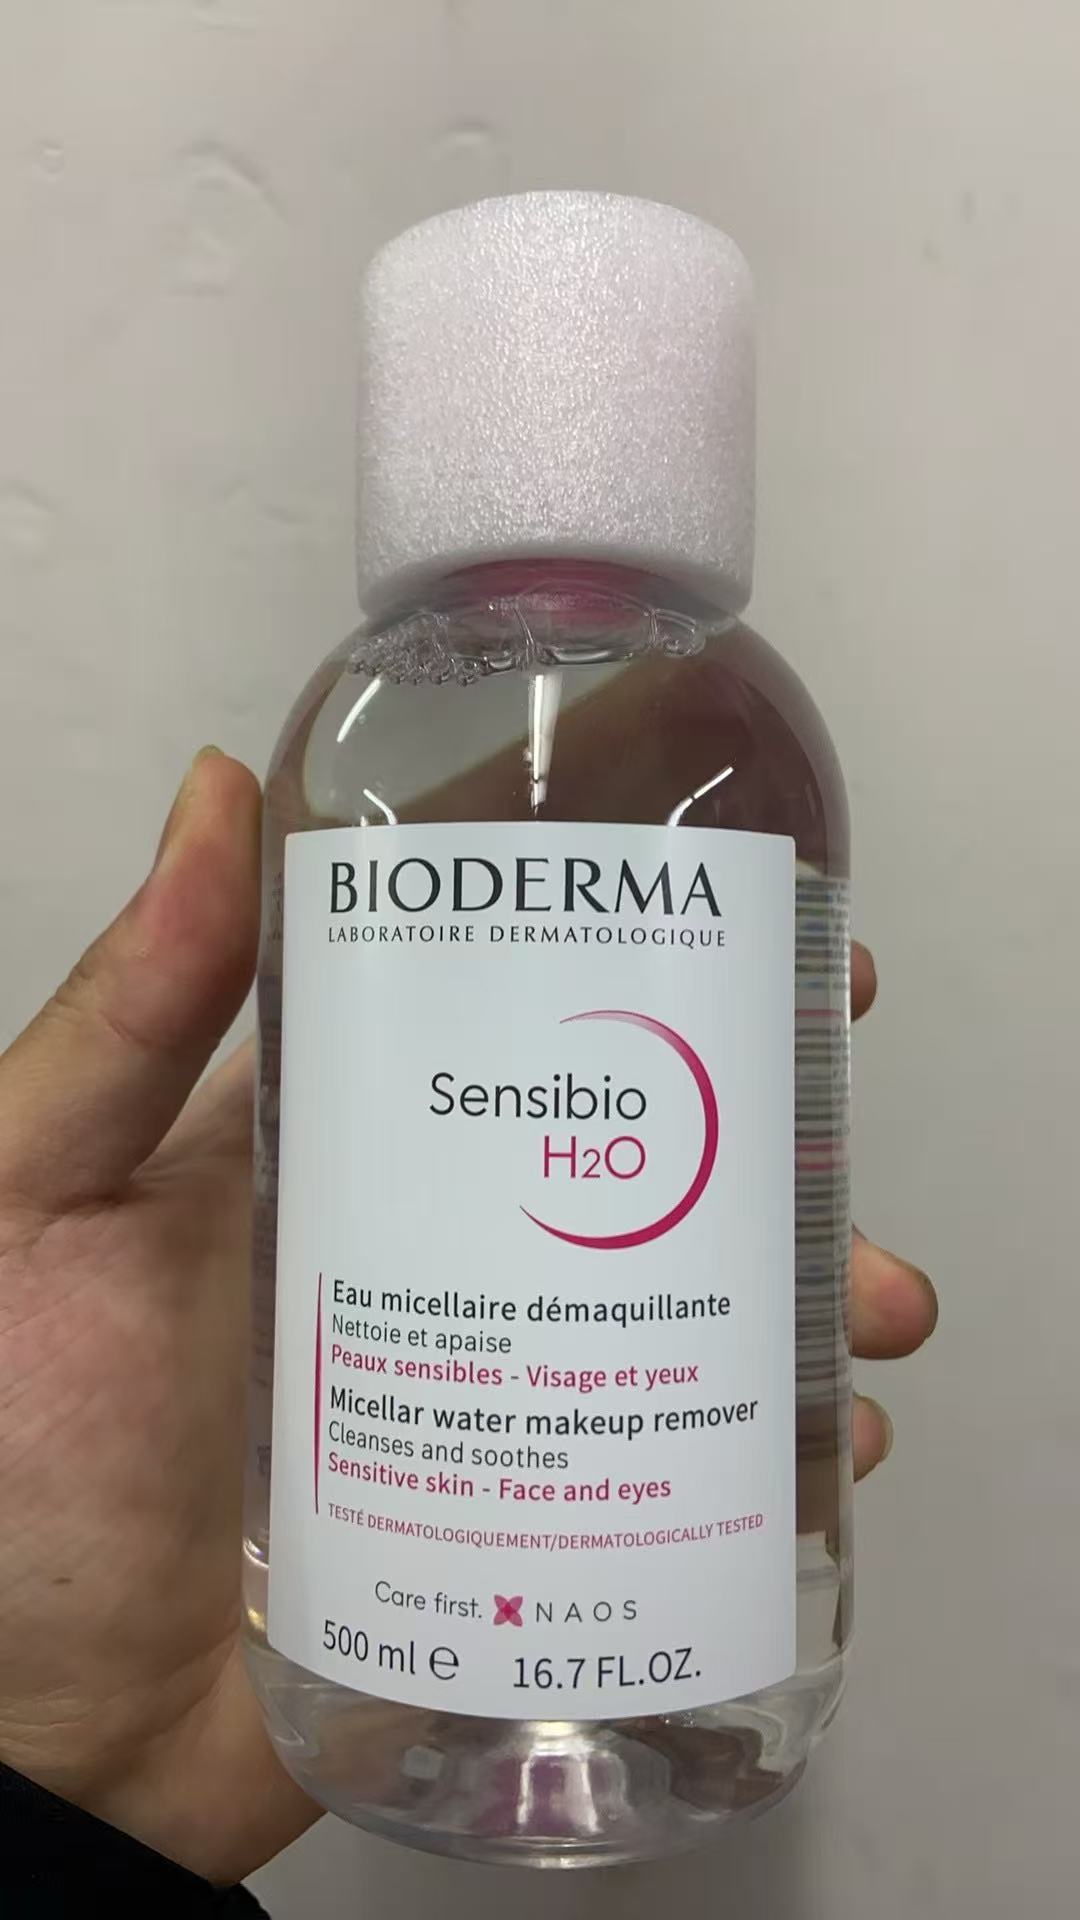 BIODERMA
LABORATOIRE DERMATOLOGIQUE
Sensibio
H2O
Eau micellaire démaquillante
Nettoie et apaise
Peaux sensibles - Visage et yeux
Micellar water makeup remover
Cleanses and soothes
Sensitive skin - Face and eyes
TESTÉ DERMATOLOGIQUEMENT/DERMATOLOGICALLY TESTED
Care first. NAOS
500 ml ℮ 16.7 FL.OZ.